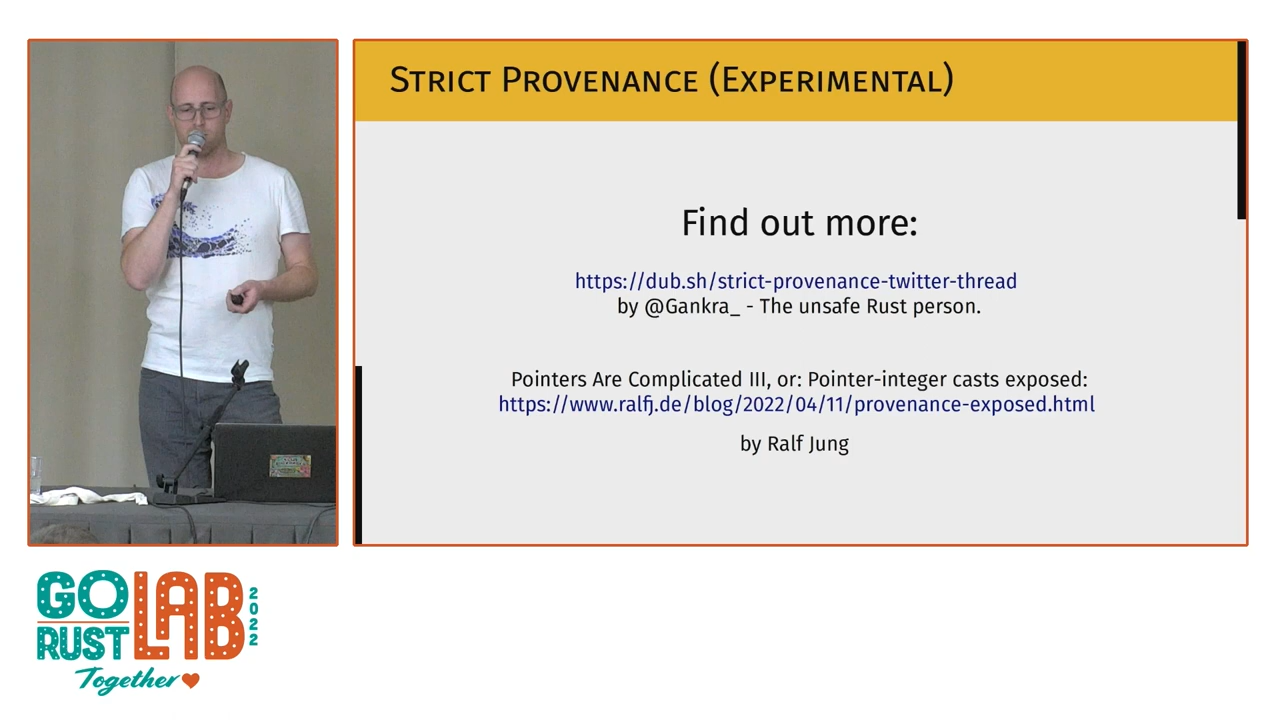 STRICT PROVENANCE (EXPERIMENTAL)
Find out more:
https://dub.sh/strict-provenance-twitter-thread
by @Gankra_ - The unsafe Rust person.
Pointers Are Complicated III, or: Pointer-integer casts exposed:
https://www.ralfj.de/blog/2022/04/11/provenance-exposed.html
by Ralf Jung
GO
RUST
LAB
2022
Together